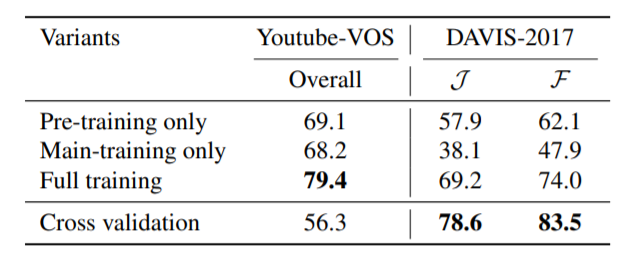 Variants Youtube-VOS DAVIS-2017
Overall 𝒥 ℱ
Pre-training only 69.1 57.9 62.1
Main-training only 68.2 38.1 47.9
Full training 79.4 69.2 74.0
Cross validation 56.3 78.6 83.5